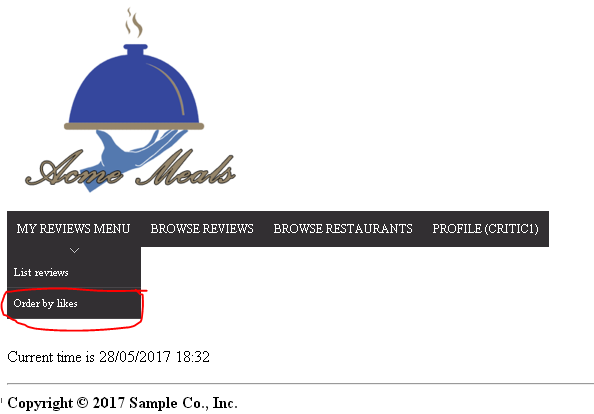 Acme Meals
MY REVIEWS MENU BROWSE REVIEWS BROWSE RESTAURANTS PROFILE (CRITIC1)
List reviews
Order by likes
Current time is 28/05/2017 18:32
Copyright © 2017 Sample Co., Inc.